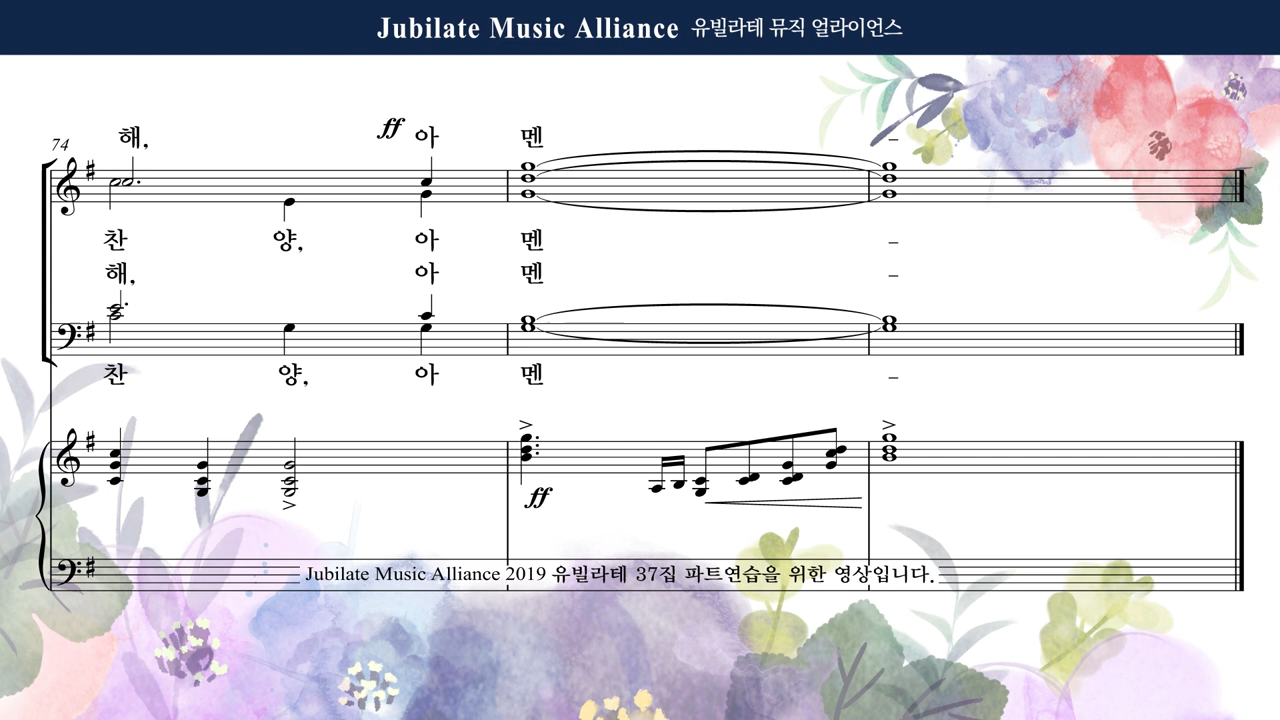 Jubilate Music Alliance 유빌라테 뮤직 얼라이언스
74
ff
해, 아 멘 -
찬 양, 아 멘 -
해, 아 멘 -
찬 양, 아 멘 -
ff
Jubilate Music Alliance 2019 유빌라테 37집 파트연습을 위한 영상입니다.